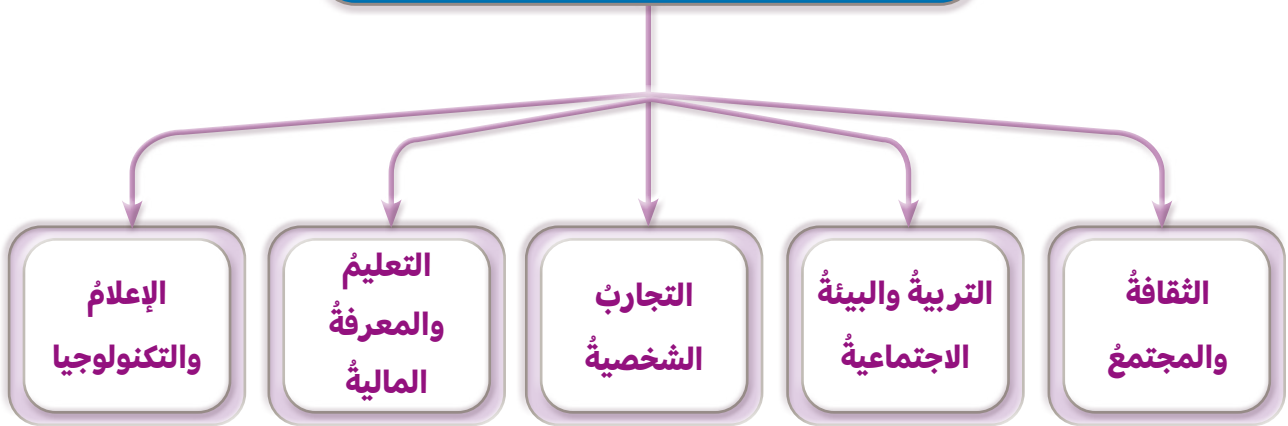 الثقافةُ
والمجتمعُ
التربيةُ والبيئةُ
الاجتماعيةُ
التجاربُ
الشخصيةُ
التعليمُ
والمعرفةُ
الماليةُ
الإعلامُ
والتكنولوجيا